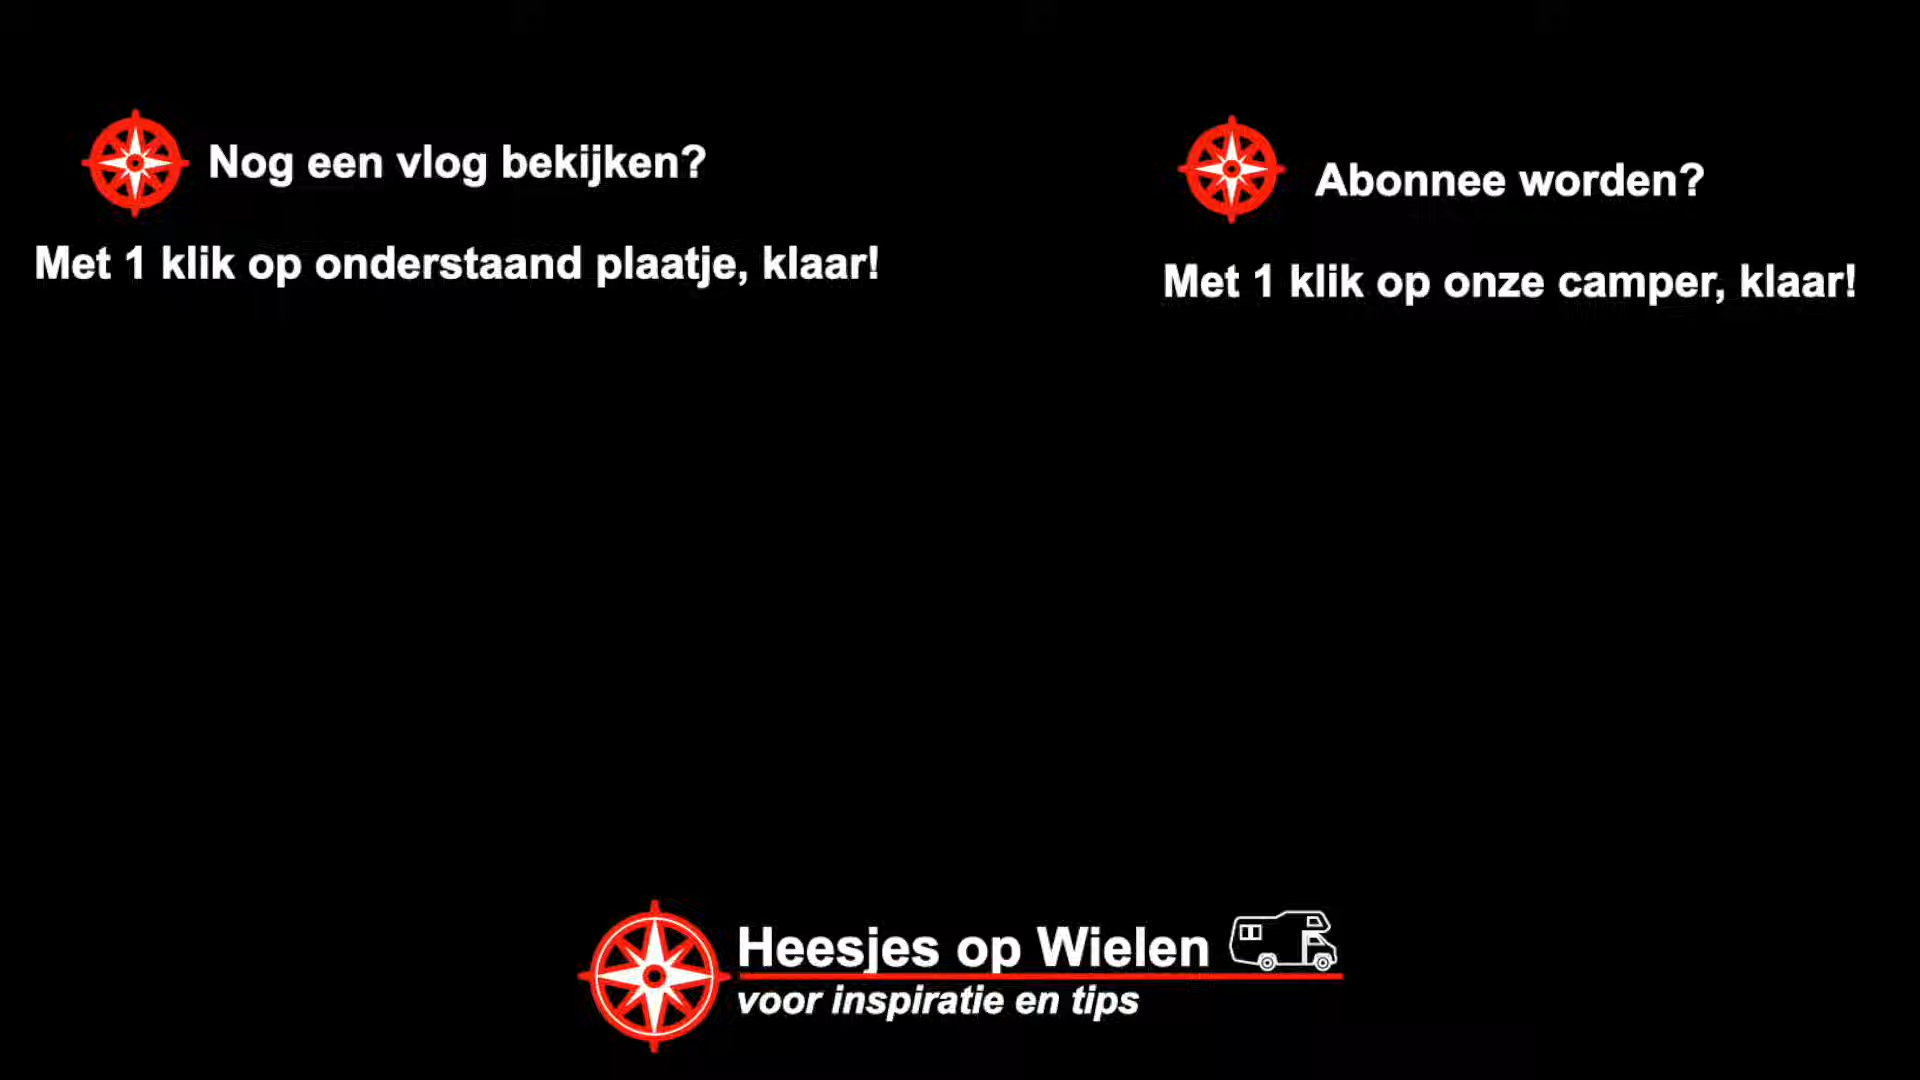 Nog een vlog bekijken?
Met 1 klik op onderstaand plaatje, klaar!
Abonnee worden?
Met 1 klik op onze camper, klaar!
Heesjes op Wielen
voor inspiratie en tips